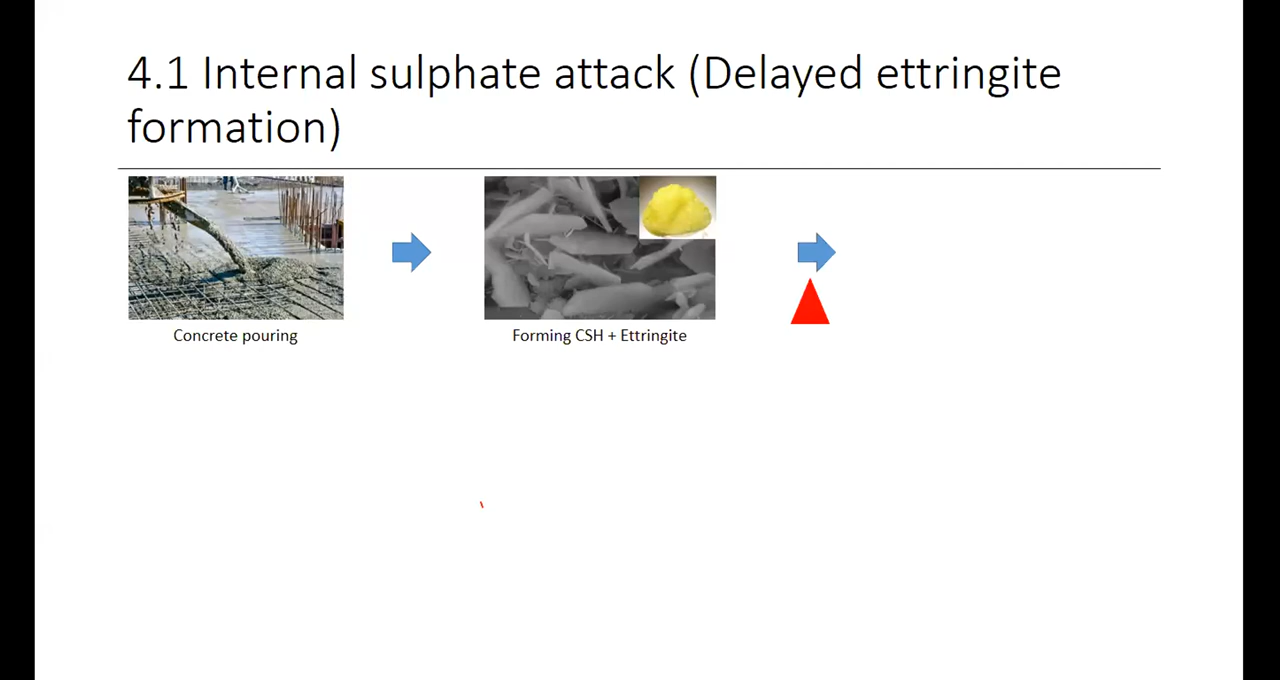 4.1 Internal sulphate attack (Delayed ettringite
formation)
Concrete pouring
Forming CSH + Ettringite